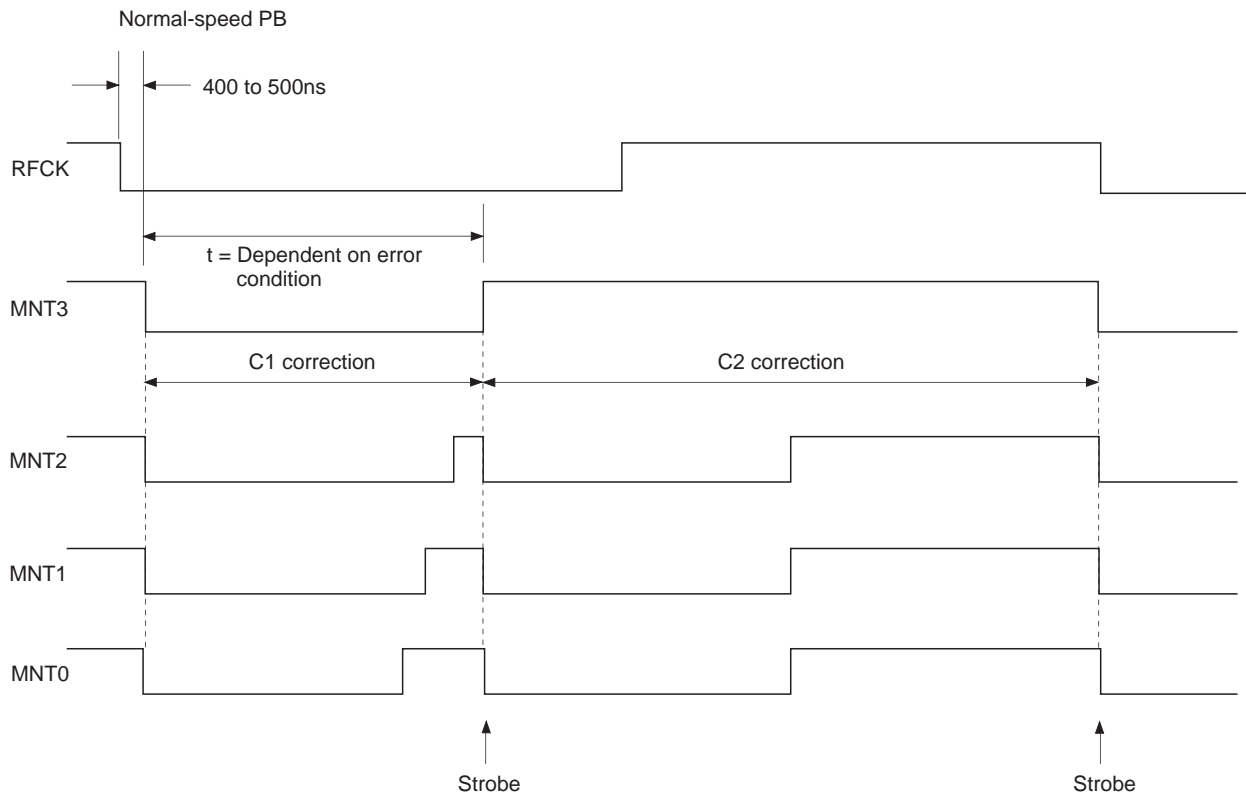 Normal-speed PB
400 to 500ns
RFCK
t = Dependent on error
condition
MNT3
C1 correction
C2 correction
MNT2
MNT1
MNT0
Strobe
Strobe